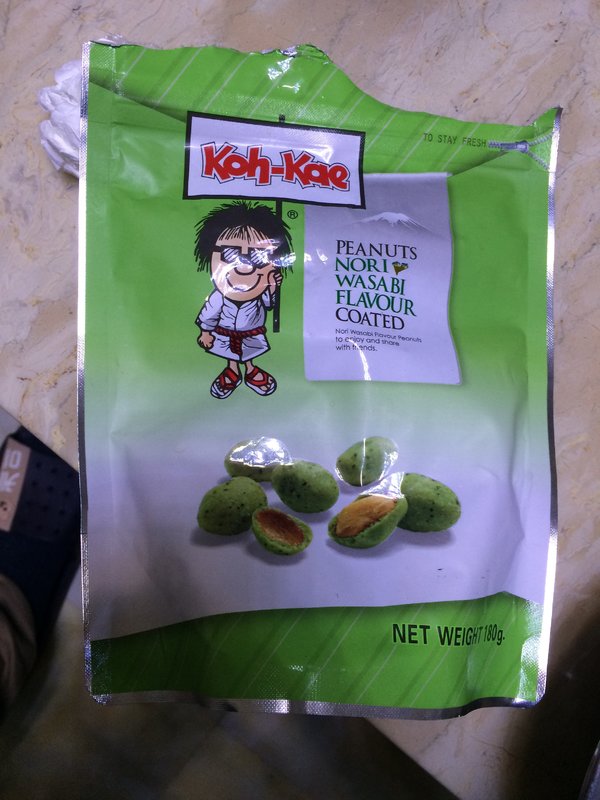 TO STAY FRESH
Koh-Kae
®
PEANUTS
NORI
WASABI
FLAVOUR
COATED
Nori Wasabi Flavour Peanuts
to enjoy and share
with friends.
NET WEIGHT 180g.